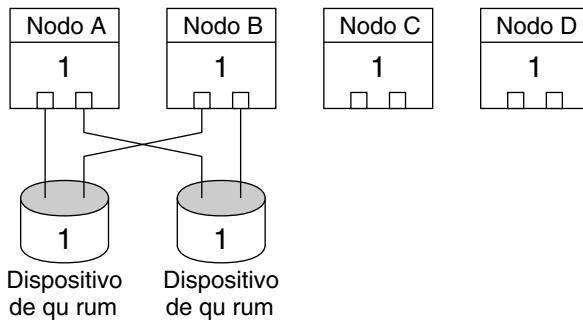 Nodo A Nodo B Nodo C Nodo D
1 1 1 1
1 1
Dispositivo Dispositivo
de qu rum de qu rum